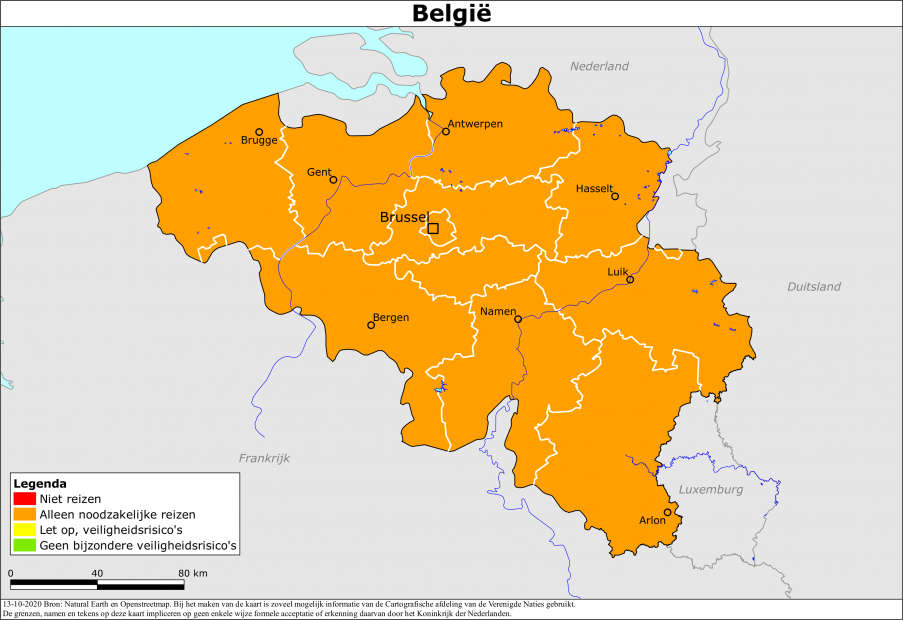 België
Nederland
Antwerpen
Brugge
Gent
Hasselt
Brussel
Luik
Duitsland
Namen
Bergen
Frankrijk
Luxemburg
Arlon
Legenda
Niet reizen
Alleen noodzakelijke reizen
Let op, veiligheidsrisico's
Geen bijzondere veiligheidsrisico's
0 40 80 km
13-10-2020 Bron: Natural Earth en Openstreetmap. Bij het maken van de kaart is zoveel mogelijk informatie van de Cartografische afdeling van de Verenigde Naties gebruikt.
De grenzen, namen en tekens op deze kaart impliceren op geen enkele wijze formele acceptatie of erkenning daarvan door het Koninkrijk der Nederlanden.